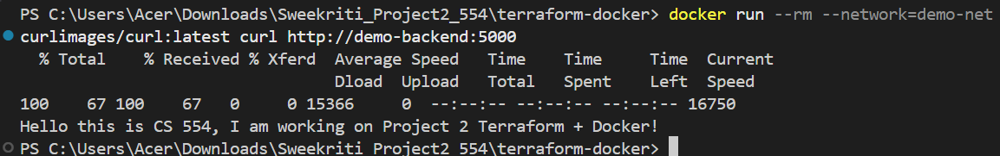 PS C:\Users\Acer\Downloads\Sweekriti_Project2_554\terraform-docker> docker run --rm --network=demo-net
curlimages/curl:latest curl http://demo-backend:5000
% Total % Received % Xferd Average Speed Time Time Time Current
Dload Upload Total Spent Left Speed
100 67 100 67 0 0 15366 0 --:--:-- --:--:-- --:--:-- 16750
Hello this is CS 554, I am working on Project 2 Terraform + Docker!
PS C:\Users\Acer\Downloads\Sweekriti_Project2_554\terraform-docker>